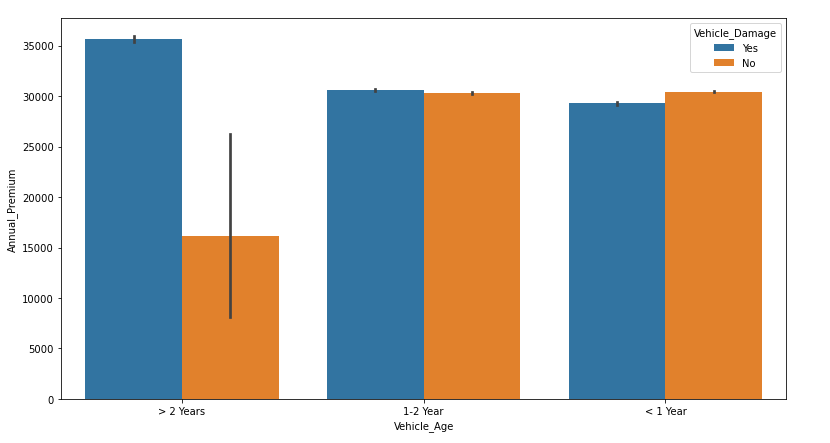 Vehicle_Damage
Yes
No
35000
30000
25000
20000
15000
10000
5000
0
Annual_Premium
> 2 Years
1-2 Year
< 1 Year
Vehicle_Age